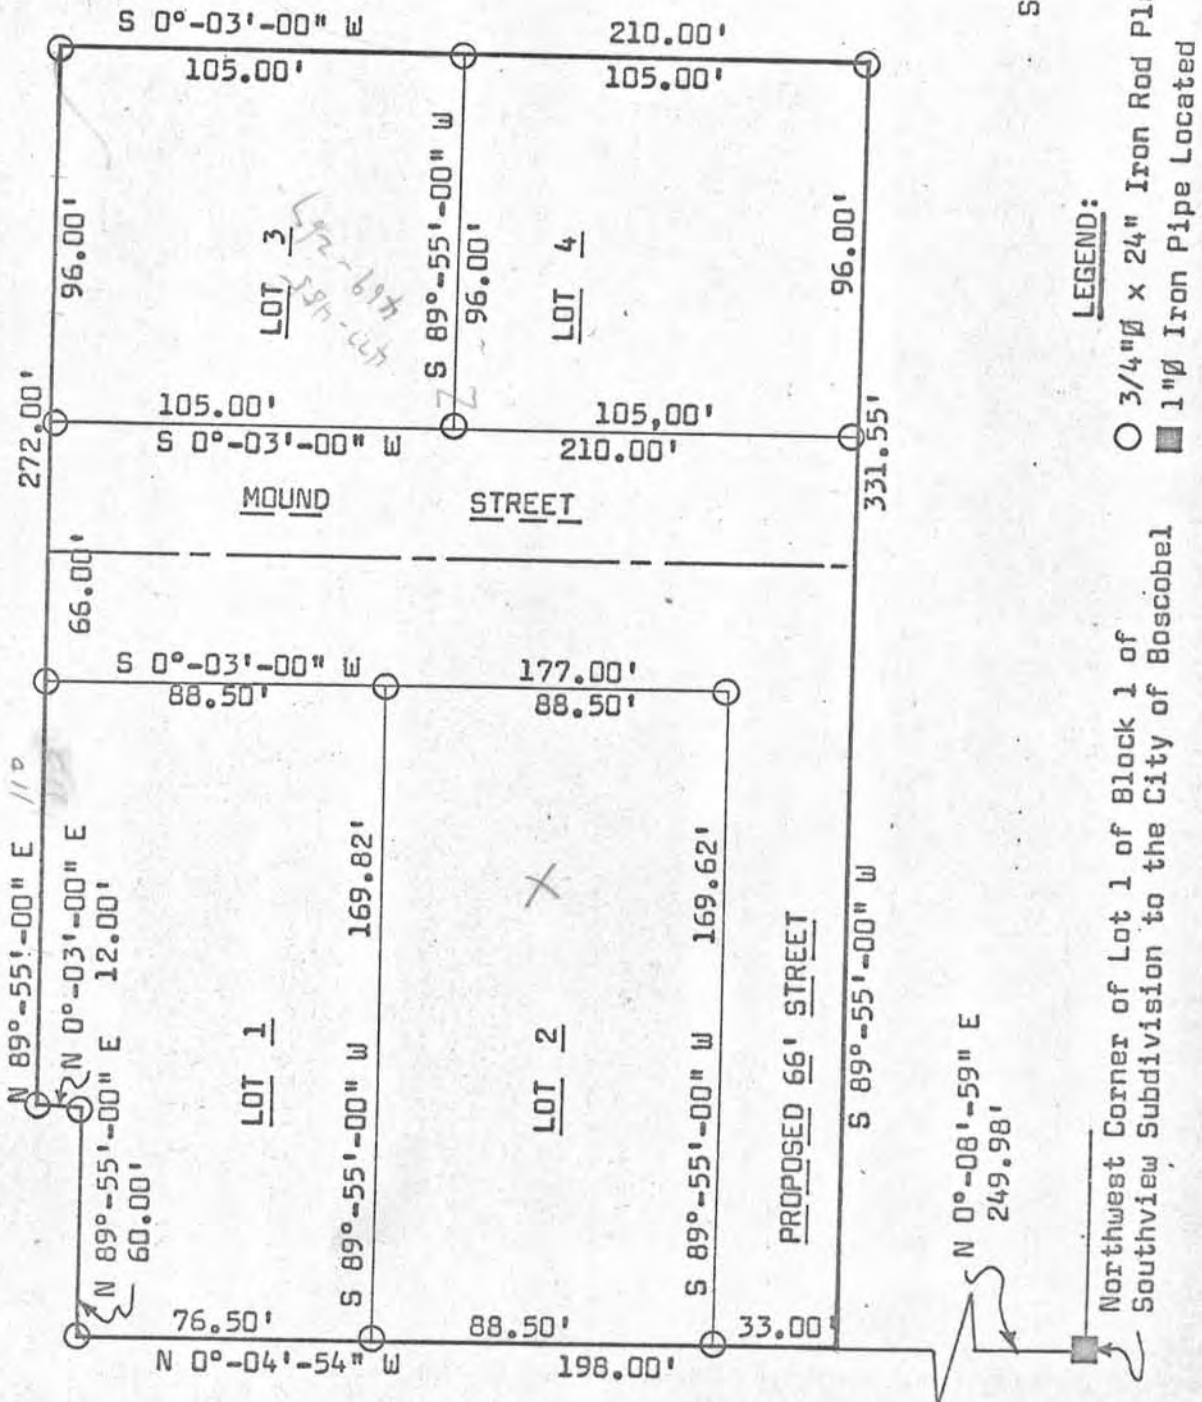 S 0°-03'-00" W
105.00'
210.00'
105.00'
272.00'
96.00'
LOT 3
S 89°-55'-00" W
96.00'
LOT 4
96.00'
105.00'
S 0°-03'-00" W
105,00'
210.00'
331.55'
MOUND STREET
66.00'
S 0°-03'-00" W
88.50'
177.00'
88.50'
N 89°-55'-00" E
N 0°-03'-00" E
12.00'
N 89°-55'-00" E
60.00'
LOT 1
S 89°-55'-00" W 169.82'
X
LOT 2
S 89°-55'-00" W 169.62'
PROPOSED 66' STREET
S 89°-55'-00" W
76.50'
N 0°-04'-54" W
88.50'
198.00'
33.00'
N 0°-08'-59" E
249.98'
Northwest Corner of Lot 1 of Block 1 of
Southview Subdivision to the City of Boscobel
LEGEND:
3/4"Ø x 24" Iron Rod
1"Ø Iron Pipe Located
S